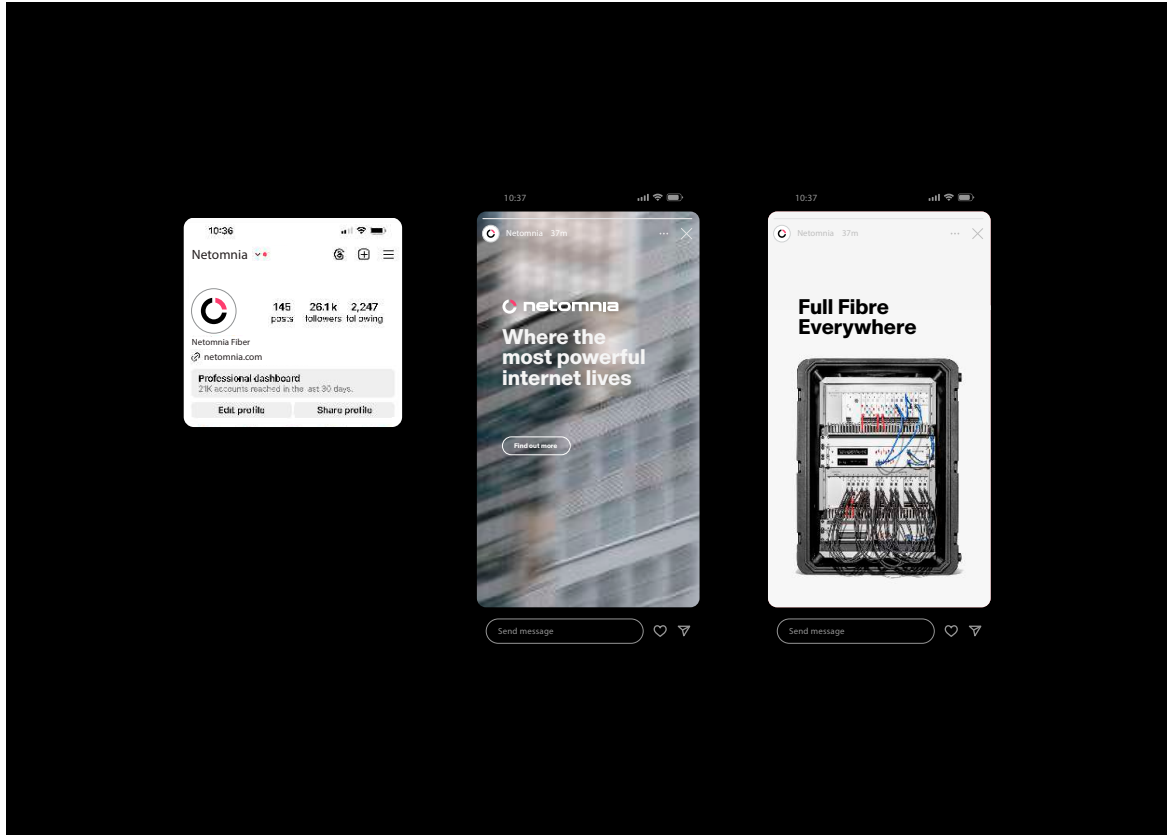 10:36
Netomnia
145 26.1k 2,247
posts followers following
Netomnia Fiber
netomnia.com
Professional dashboard
21K accounts reached in the last 30 days.
Edit profile Share profile
10:37
Netomnia 37m
netomnia
Where the
most powerful
internet lives
Find out more
Send message
10:37
Netomnia 37m
Full Fibre
Everywhere
Send message